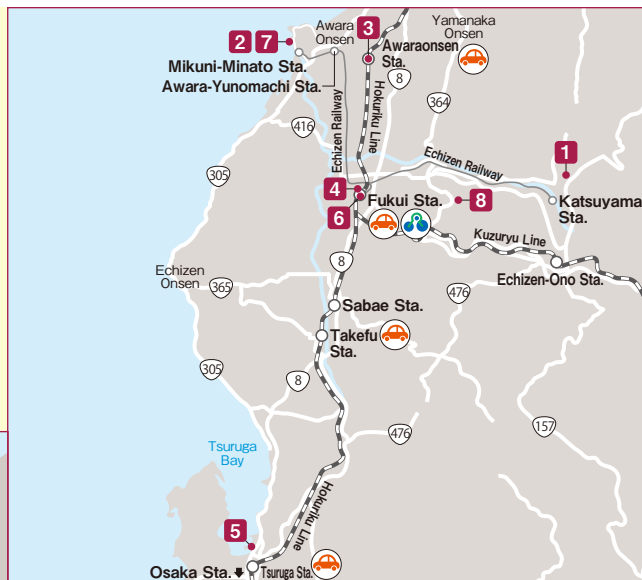 Awara
Onsen
Yamanaka
Onsen
2 7
3
Awaraonsen
Sta.
Mikuni-Minato Sta.
Awara-Yunomachi Sta.
8
364
416
Echizen Railway
Hokuriku Line
Echizen Railway
1
305
4
6
Fukui Sta.
8
Katsuyama
Sta.
Kuzuryu Line
8
Echizen
Onsen
365
476
Echizen-Ono Sta.
Sabae Sta.
Takefu
Sta.
305
8
476
157
Tsuruga
Bay
Hokuriku Line
5
Osaka Sta.
Tsuruga Sta.